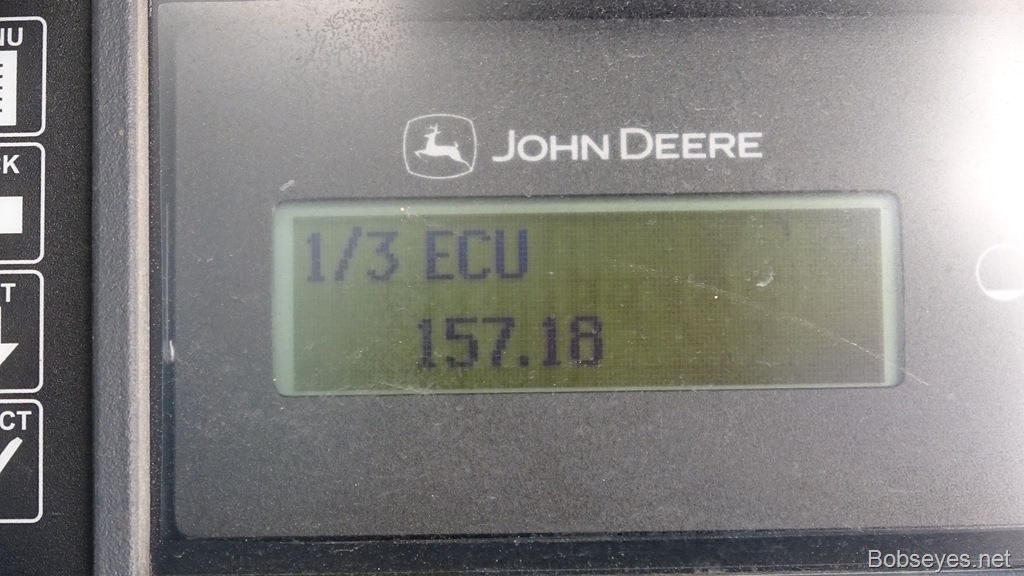 JOHN DEERE
1/3 ECU
157.18
Bobseyes.net